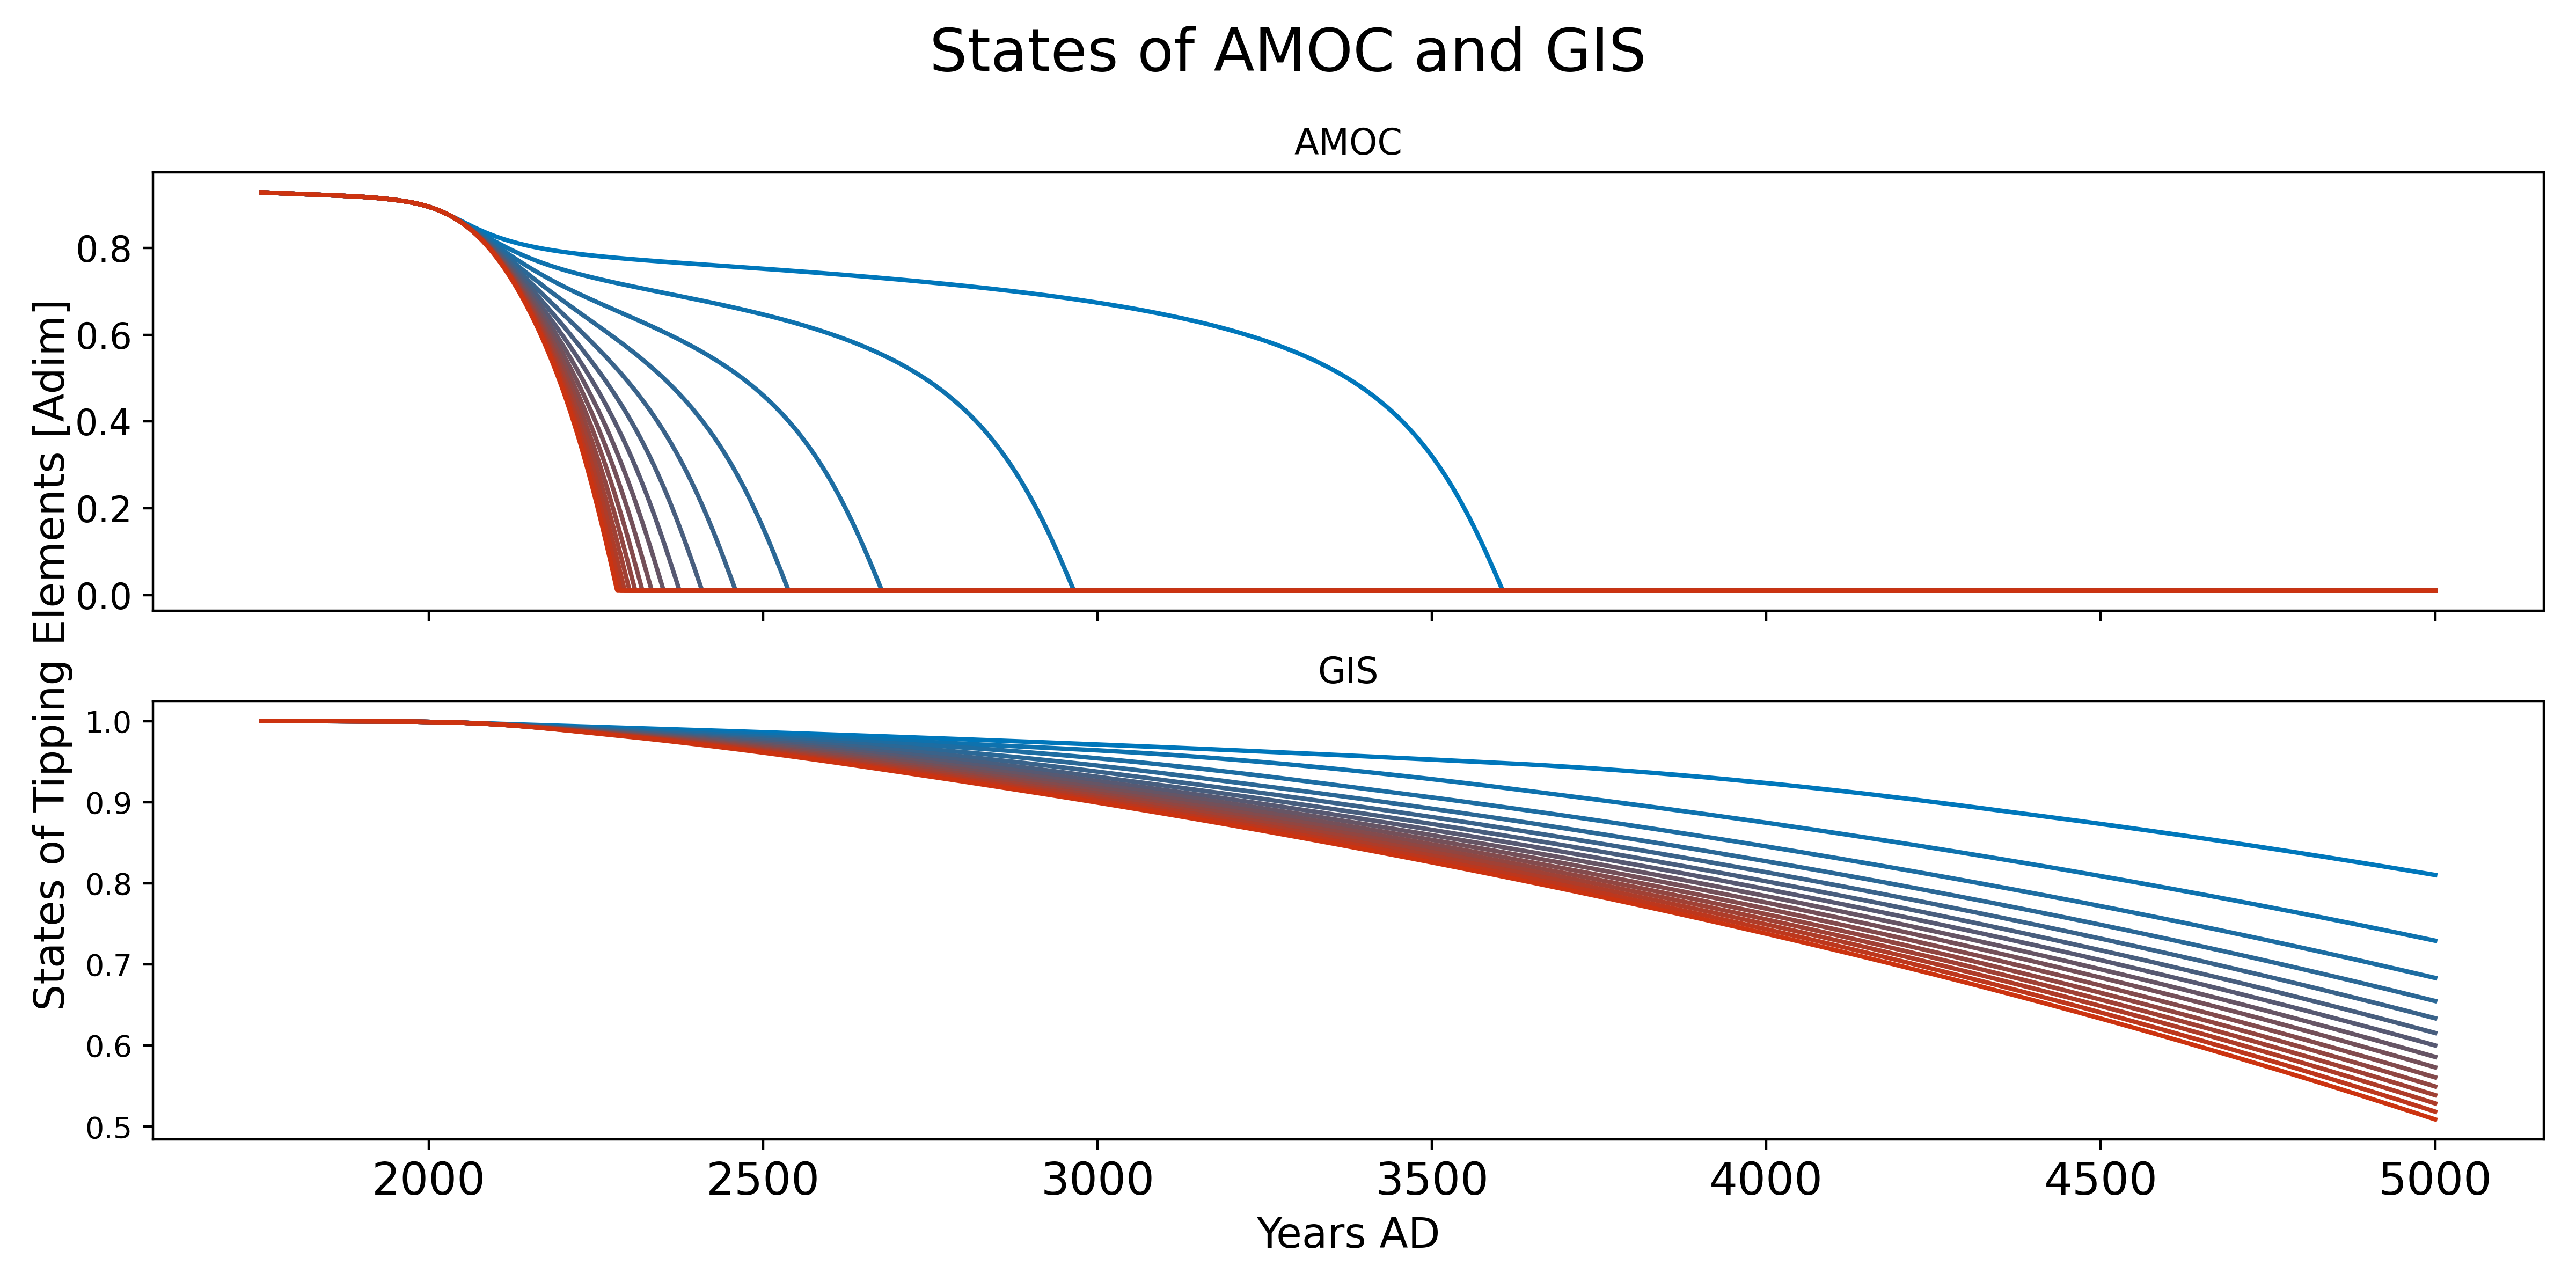 States of AMOC and GIS
AMOC
States of Tipping Elements [Adim]
0.8
0.6
0.4
0.2
0.0
GIS
1.0
0.9
0.8
0.7
0.6
0.5
2000 2500 3000 3500 4000 4500 5000
Years AD